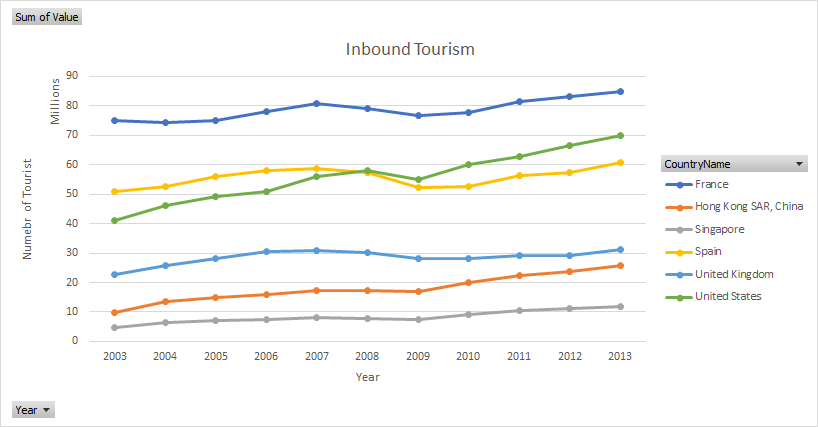 Sum of Value
Inbound Tourism
Millions
Numebr of Tourist
90
80
70
60
50
40
30
20
10
0
2003 2004 2005 2006 2007 2008 2009 2010 2011 2012 2013
Year
CountryName
France
Hong Kong SAR, China
Singapore
Spain
United Kingdom
United States
Year